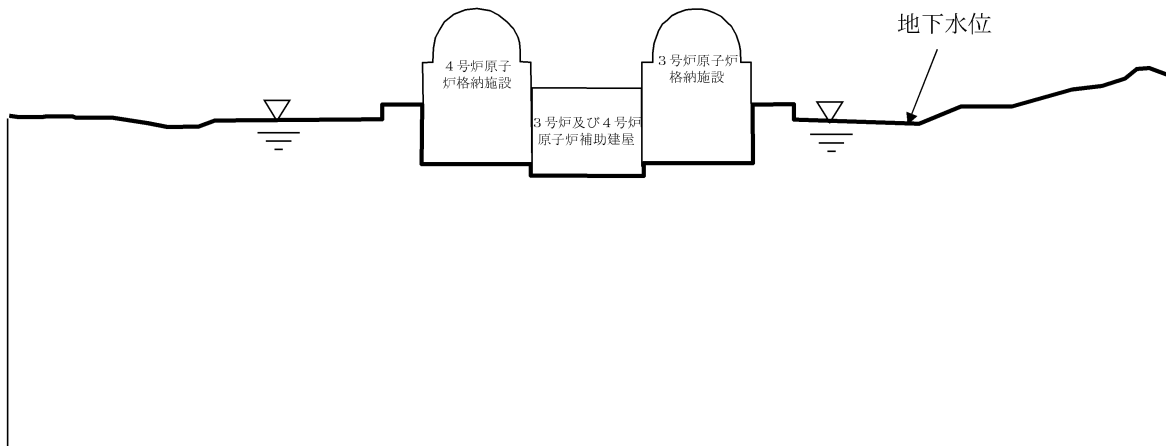 地下水位
４号炉原子
炉格納施設
３号炉原子炉
格納施設
３号炉及び４号炉
原子炉補助建屋